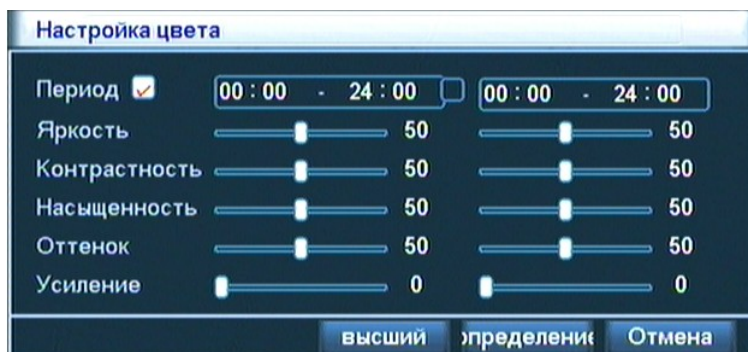 Настройка цвета
Период 00:00 - 24:00 00:00 - 24:00
Яркость 50 50
Контрастность 50 50
Насыщенность 50 50
Оттенок 50 50
Усиление 0 0
высший определение Отмена